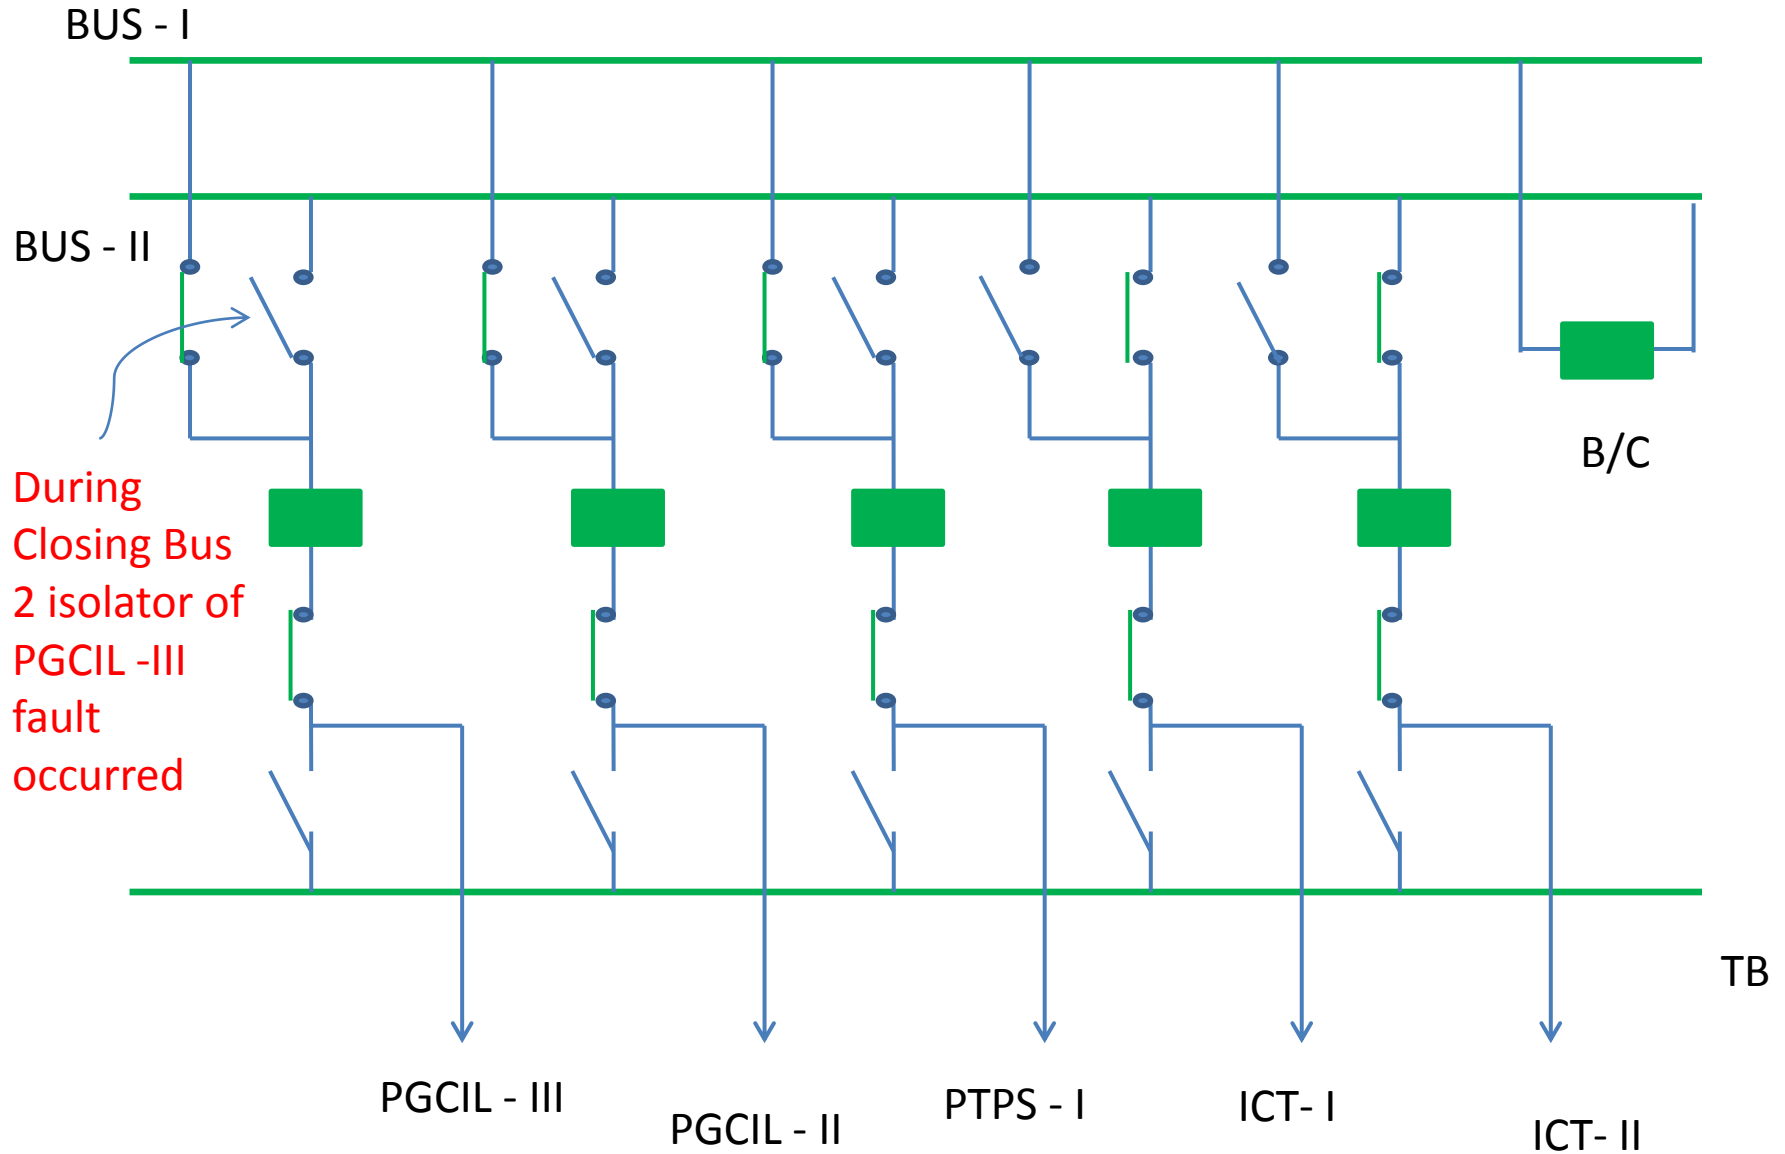 BUS - I
BUS - II
B/C
During
Closing Bus
2 isolator of
PGCIL -III
fault
occurred
TB
PGCIL - III
PGCIL - II
PTPS - I
ICT- I
ICT- II